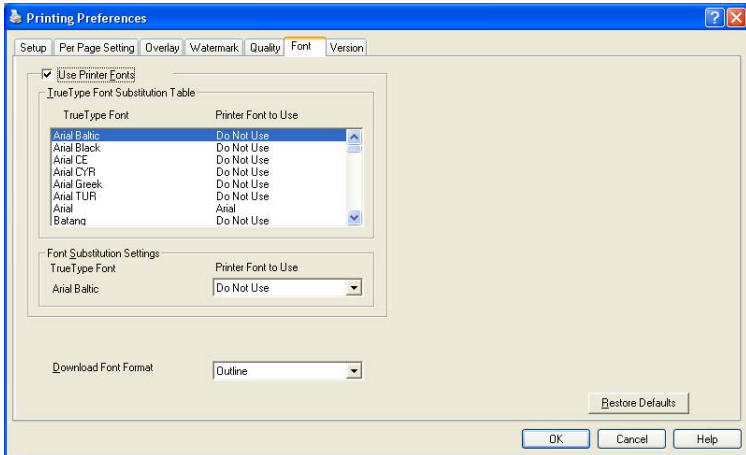 Printing Preferences
Setup Per Page Setting Overlay Watermark Quality Font Version
Use Printer Fonts
TrueType Font Substitution Table
TrueType Font Printer Font to Use
Arial Baltic Do Not Use
Arial Black Do Not Use
Arial CE Do Not Use
Arial CYR Do Not Use
Arial Greek Do Not Use
Arial TUR Do Not Use
Arial Arial
Batang Do Not Use
Font Substitution Settings
TrueType Font Printer Font to Use
Arial Baltic Do Not Use
Download Font Format Outline
Restore Defaults
OK Cancel Help